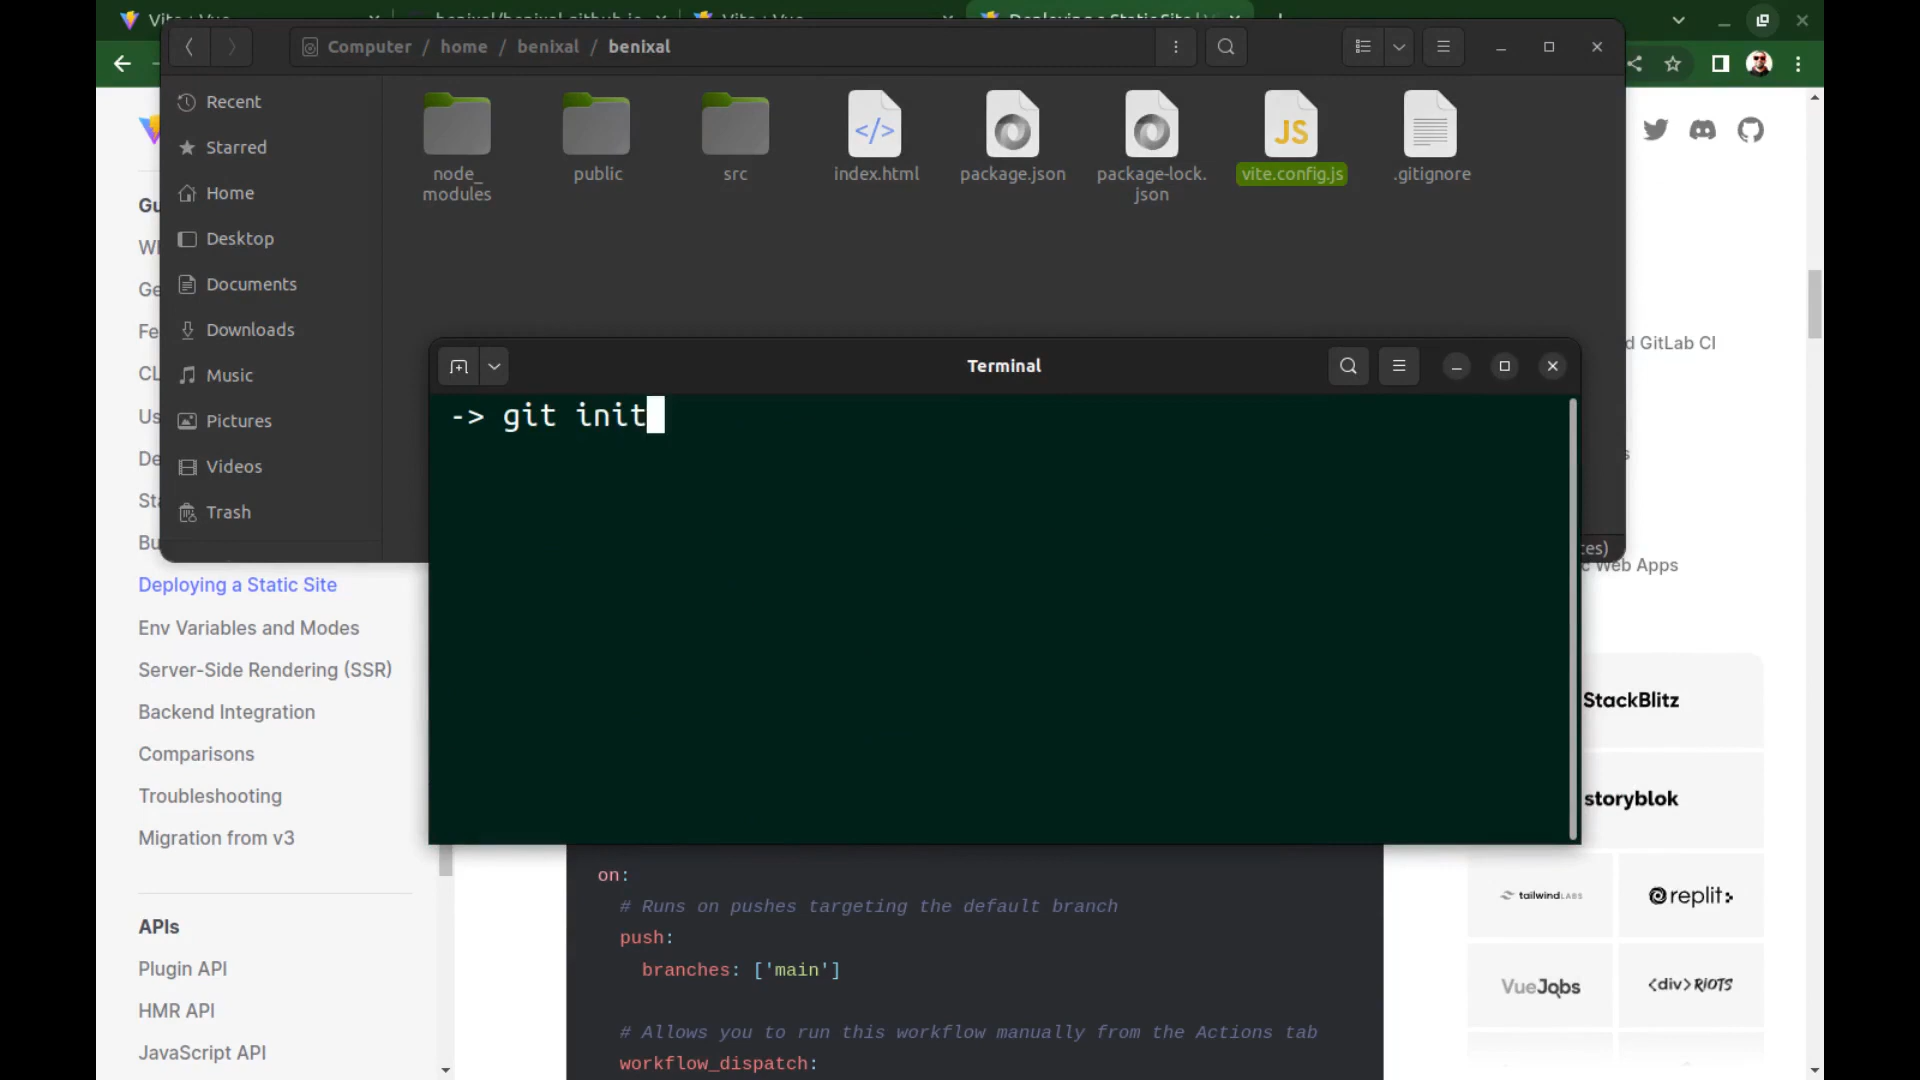 Computer / home / benixal / benixal
Recent
Starred
Home
Desktop
Documents
Downloads
Music
Pictures
Videos
Trash
node_
modules
public
src
index.html
package.json
package-lock.
json
vite.config.js
.gitignore
Terminal
-> git init
d GitLab CI
StackBlitz
storyblok
tailwindLABS
replit
VueJobs
<div>RIOTS
Deploying a Static Site
Env Variables and Modes
Server-Side Rendering (SSR)
Backend Integration
Comparisons
Troubleshooting
Migration from v3
APIs
Plugin API
HMR API
JavaScript API
on:
# Runs on pushes targeting the default branch
push:
branches: ['main']
# Allows you to run this workflow manually from the Actions tab
workflow_dispatch:
Web Apps